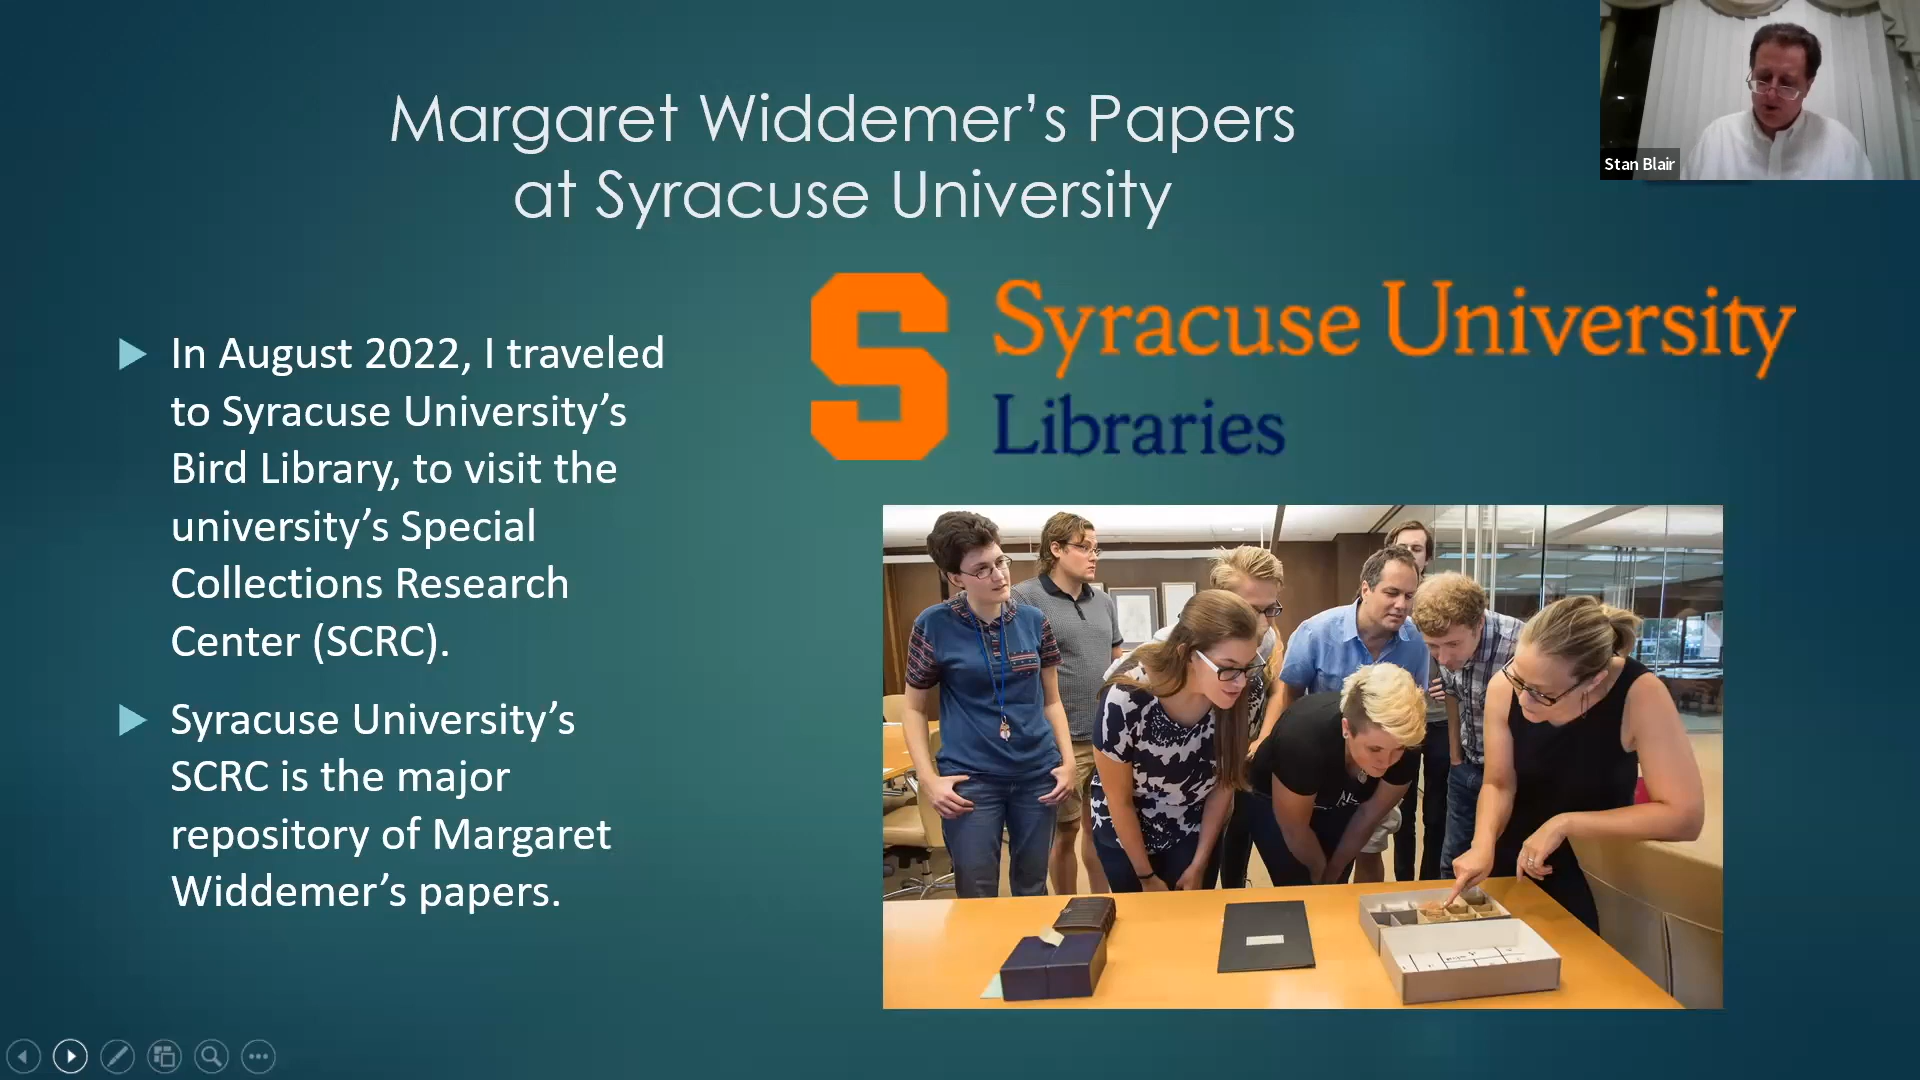 Margaret Widdemer’s Papers
at Syracuse University
Stan Blair
S Syracuse University
Libraries
In August 2022, I traveled
to Syracuse University’s
Bird Library, to visit the
university’s Special
Collections Research
Center (SCRC).
Syracuse University’s
SCRC is the major
repository of Margaret
Widdemer’s papers.